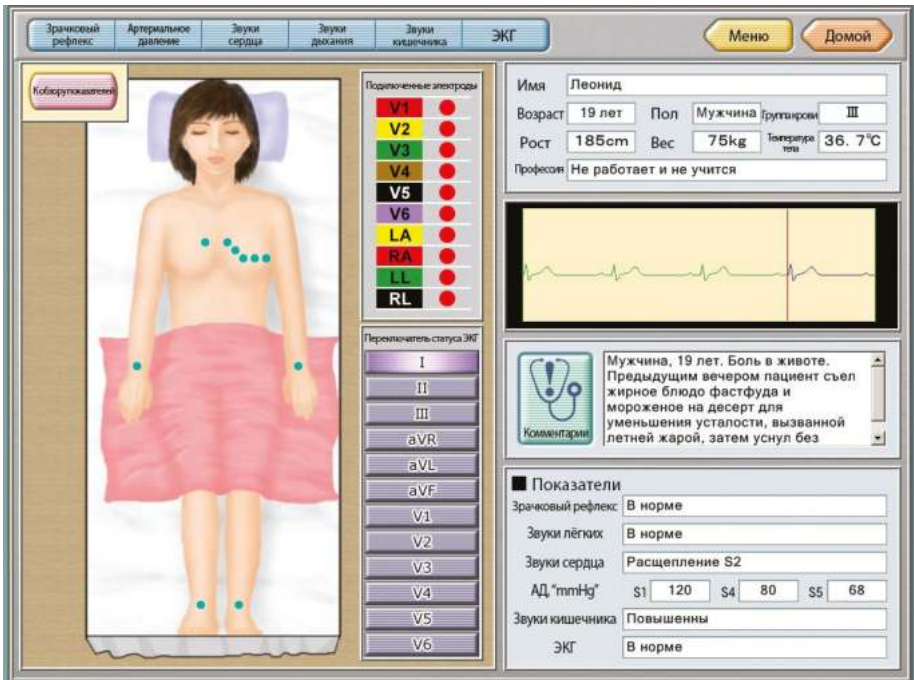 Зрачковый рефлекс
Артериальное давление
Звуки сердца
Звуки дыхания
Звуки кишечника
ЭКГ
Меню
Домой
К обзору показателей
Подключенные электроды
V1
V2
V3
V4
V5
V6
LA
RA
LL
RL
Переключатель статуса ЭКГ
I
II
III
aVR
aVL
aVF
V1
V2
V3
V4
V5
V6
Имя Леонид
Возраст 19 лет Пол Мужчина Группа крови III
Рост 185cm Вес 75kg Температура тела 36. 7℃
Профессия Не работает и не учится
Комментарии
Мужчина, 19 лет. Боль в животе.
Предыдущим вечером пациент съел
жирное блюдо фастфуда и
мороженое на десерт для
уменьшения усталости, вызванной
летней жарой, затем уснул без
Показатели
Зрачковый рефлекс В норме
Звуки лёгких В норме
Звуки сердца Расщепление S2
АД,"mmHg" S1 120 S4 80 S5 68
Звуки кишечника Повышенны
ЭКГ В норме